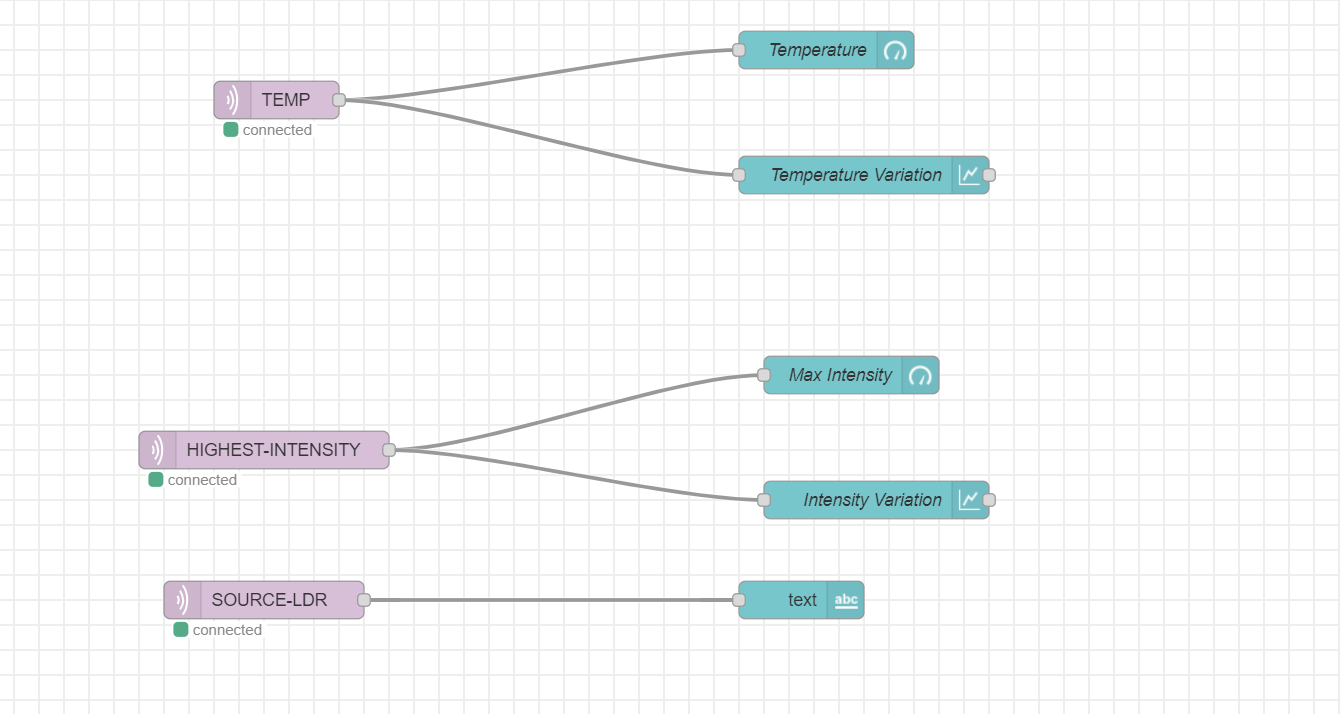 Temperature
TEMP
connected
Temperature Variation
Max Intensity
HIGHEST-INTENSITY
connected
Intensity Variation
SOURCE-LDR
text
abc
connected